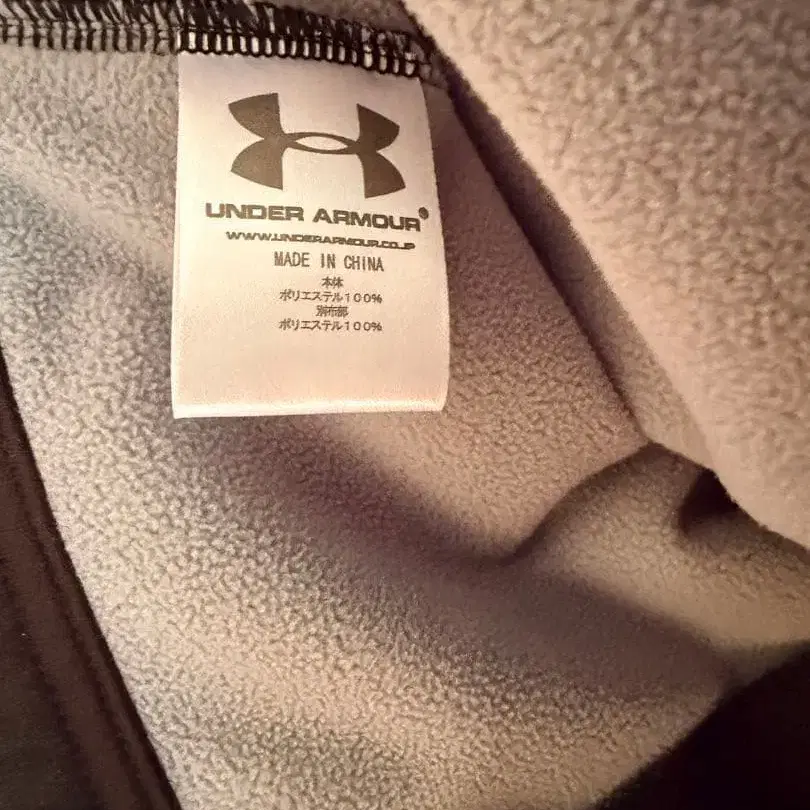 UNDER ARMOUR®
WWW.UNDERARMOUR.CO.JP
MADE IN CHINA
本体
ポリエステル100%
別布部
ポリエステル100%